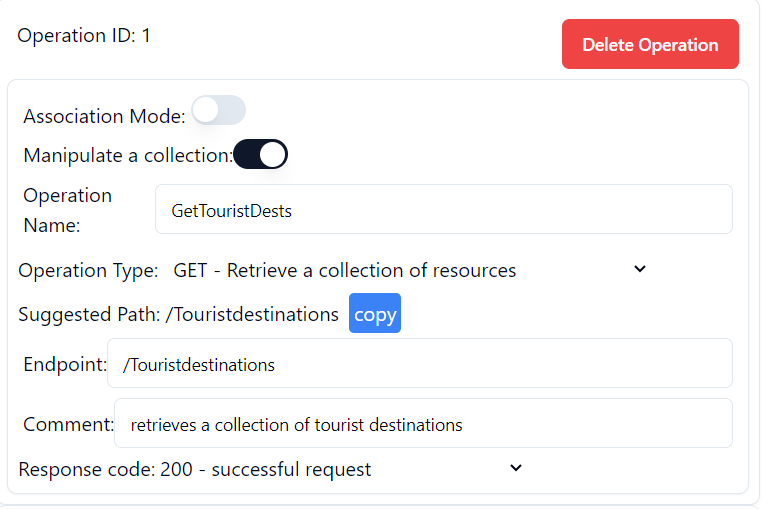 Operation ID: 1
Delete Operation
Association Mode:
Manipulate a collection:
Operation
Name:
GetTouristDests
Operation Type: GET - Retrieve a collection of resources
Suggested Path: /Touristdestinations copy
Endpoint: /Touristdestinations
Comment: retrieves a collection of tourist destinations
Response code: 200 - successful request